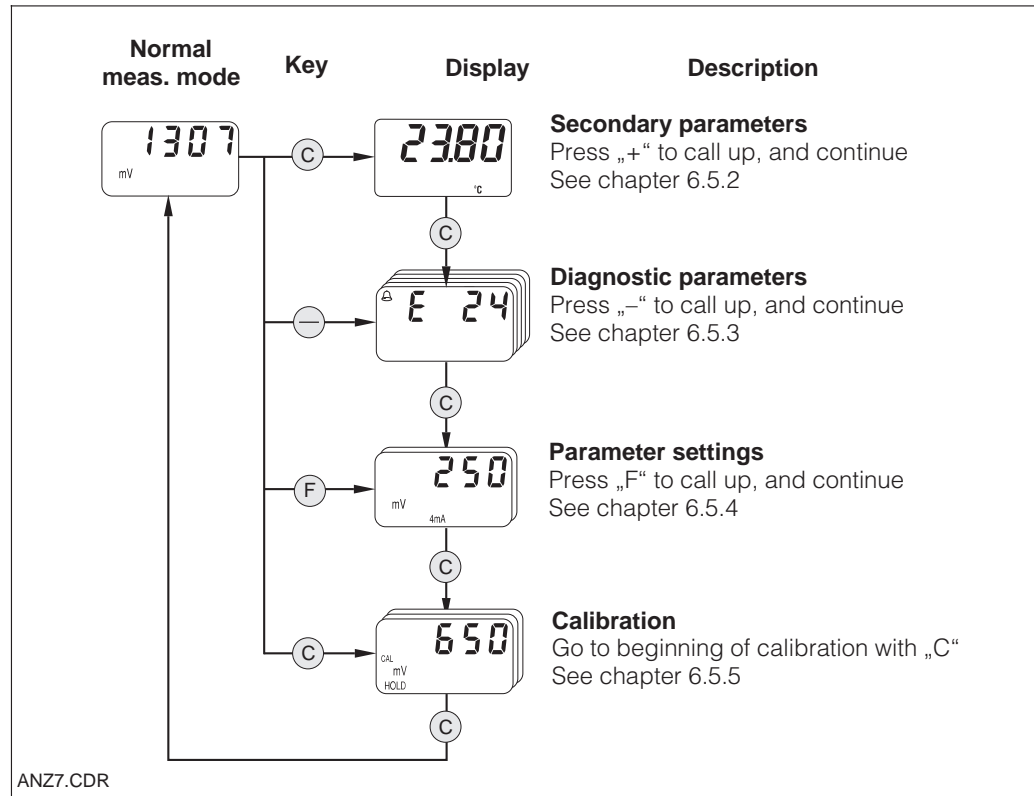 Normal
meas. mode
Key
Display
Description
1307
mV
C
23.80
°C
Secondary parameters
Press „+“ to call up, and continue
See chapter 6.5.2
C
—
E 24
Diagnostic parameters
Press „–“ to call up, and continue
See chapter 6.5.3
C
F
250
mV
4mA
Parameter settings
Press „F“ to call up, and continue
See chapter 6.5.4
C
C
650
CAL
mV
HOLD
Calibration
Go to beginning of calibration with „C“
See chapter 6.5.5
C
ANZ7.CDR